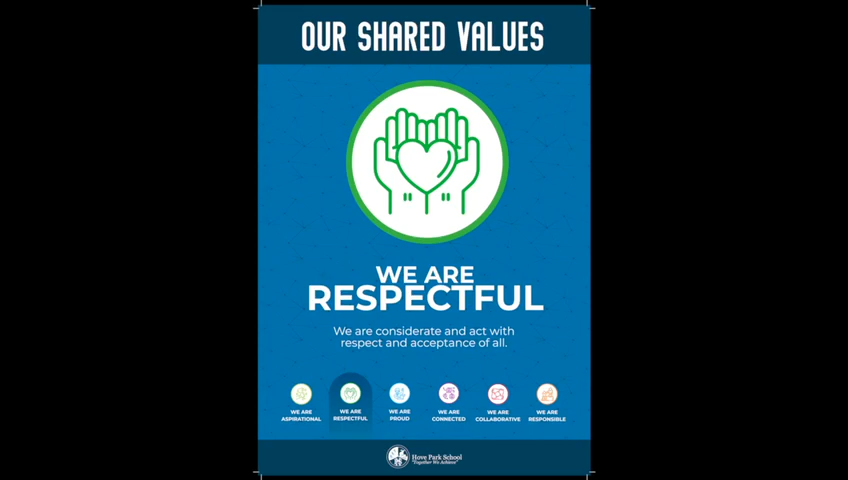 OUR SHARED VALUES
WE ARE
RESPECTFUL
We are considerate and act with
respect and acceptance of all.
WE ARE
ASPIRATIONAL
WE ARE
RESPECTFUL
WE ARE
PROUD
WE ARE
CONNECTED
WE ARE
COLLABORATIVE
WE ARE
RESPONSIBLE
Hove Park School
"Together We Achieve"